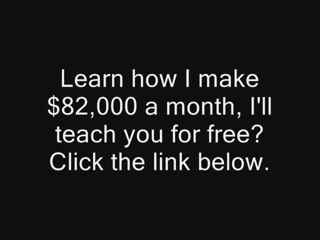 Learn how I make
$82,000 a month, I'll
teach you for free?
Click the link below.